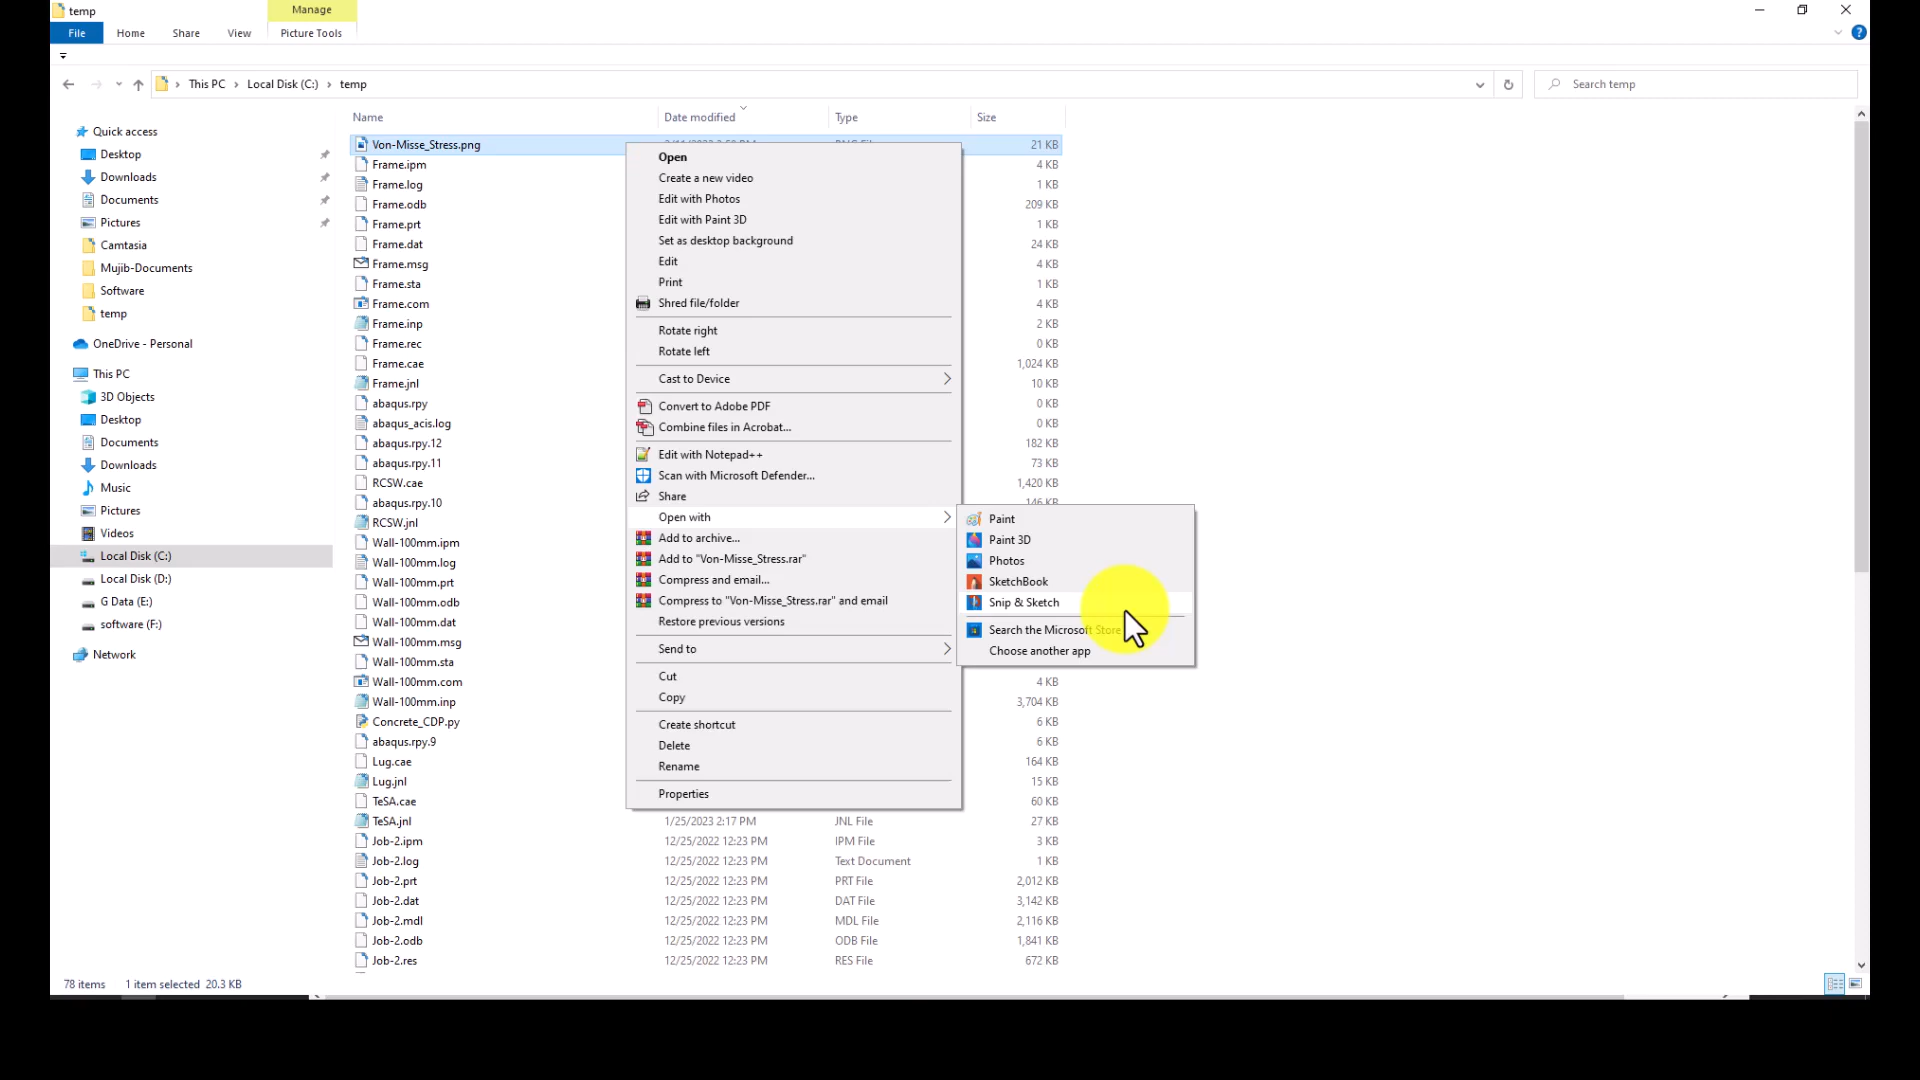 temp
Manage
File
Home
Share
View
Picture Tools
This PC
Local Disk (C:)
temp
Search temp
Name
Date modified
Type
Size
Quick access
Desktop
Downloads
Documents
Pictures
Camtasia
Mujib-Documents
Software
temp
OneDrive - Personal
This PC
3D Objects
Desktop
Documents
Downloads
Music
Pictures
Videos
Local Disk (C:)
Local Disk (D:)
G Data (E:)
software (F:)
Network
Von-Misse_Stress.png 21 KB
Frame.ipm 4 KB
Frame.log 1 KB
Frame.odb 209 KB
Frame.prt 1 KB
Frame.dat 24 KB
Frame.msg 4 KB
Frame.sta 1 KB
Frame.com 4 KB
Frame.inp 2 KB
Frame.rec 0 KB
Frame.cae 1,024 KB
Frame.jnl 10 KB
abaqus.rpy 0 KB
abaqus_acis.log 0 KB
abaqus.rpy.12 182 KB
abaqus.rpy.11 73 KB
RCSW.cae 1,420 KB
abaqus.rpy.10 146 KB
RCSW.jnl
Wall-100mm.ipm
Wall-100mm.log
Wall-100mm.prt
Wall-100mm.odb
Wall-100mm.dat
Wall-100mm.msg
Wall-100mm.sta
Wall-100mm.com 4 KB
Wall-100mm.inp 3,704 KB
Concrete_CDP.py 6 KB
abaqus.rpy.9 6 KB
Lug.cae 164 KB
Lug.jnl 15 KB
TeSA.cae 60 KB
TeSA.jnl 1/25/2023 2:17 PM JNL File 27 KB
Job-2.ipm 12/25/2022 12:23 PM IPM File 3 KB
Job-2.log 12/25/2022 12:23 PM Text Document 1 KB
Job-2.prt 12/25/2022 12:23 PM PRT File 2,012 KB
Job-2.dat 12/25/2022 12:23 PM DAT File 3,142 KB
Job-2.mdl 12/25/2022 12:23 PM MDL File 2,116 KB
Job-2.odb 12/25/2022 12:23 PM ODB File 1,841 KB
Job-2.res 12/25/2022 12:23 PM RES File 672 KB
Open
Create a new video
Edit with Photos
Edit with Paint 3D
Set as desktop background
Edit
Print
Shred file/folder
Rotate right
Rotate left
Cast to Device
Convert to Adobe PDF
Combine files in Acrobat...
Edit with Notepad++
Scan with Microsoft Defender...
Share
Open with
Add to archive...
Add to "Von-Misse_Stress.rar"
Compress and email...
Compress to "Von-Misse_Stress.rar" and email
Restore previous versions
Send to
Cut
Copy
Create shortcut
Delete
Rename
Properties
Paint
Paint 3D
Photos
SketchBook
Snip & Sketch
Search the Microsoft Store
Choose another app
78 items 1 item selected 20.3 KB